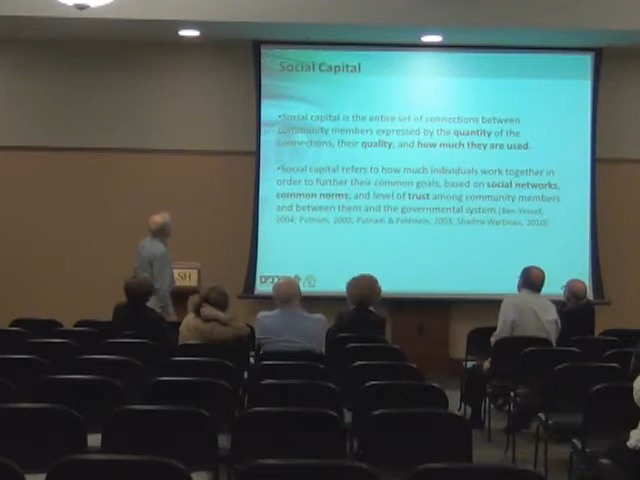 Social Capital
•Social capital is the entire set of connections between
community members expressed by the quantity of the
connections, their quality, and how much they are used.
•Social capital refers to how much individuals work together in
order to further their common goals, based on social networks,
common norms, and level of trust among community members
and between them and the governmental system (Ben Yosef,
2004; Putnam, 2000; Putnam & Feldstein, 2003; Shadmi-Wortman, 2010)
SH